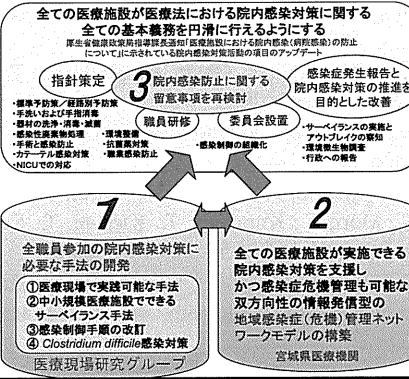 全ての医療施設が医療法における院内感染対策に関する
全ての基本義務を円滑に行えるようにする
厚生省健康政策局指導課長通知「医療施設における院内感染(病院感染)の防止
について」に示されている院内感染対策活動の項目のアップデート
指針策定
3 院内感染防止に関する
留意事項を再検討
感染症発生報告と
院内感染対策の推進を
目的とした改善
職員研修
委員会設置
・標準予防策/経路別予防策
・手洗いおよび手指消毒
・器材の洗浄・消毒・滅菌
・感染性廃棄物処理
・手術と感染防止
・カテーテル感染対策
・NICUでの対応
・環境整備
・抗菌薬対策
・職業感染防止
・感染制御の組織化
・サーベイランスの実施と
アウトブレイクの察知
・環境微生物調査
・行政への報告
1
全職員参加の院内感染対策に
必要な手法の開発
①医療現場で実践可能な手法
②中小規模医療施設でできる
サーベイランス手法
③感染制御手順の改訂
④ Clostridium difficile感染対策
医療現場研究グループ
2
全ての医療施設が実施できる
院内感染対策を支援し
かつ感染症危機管理も可能な
双方向性の情報発信型の
地域感染症(危機)管理ネット
ワークモデルの構築
宮城県医療機関